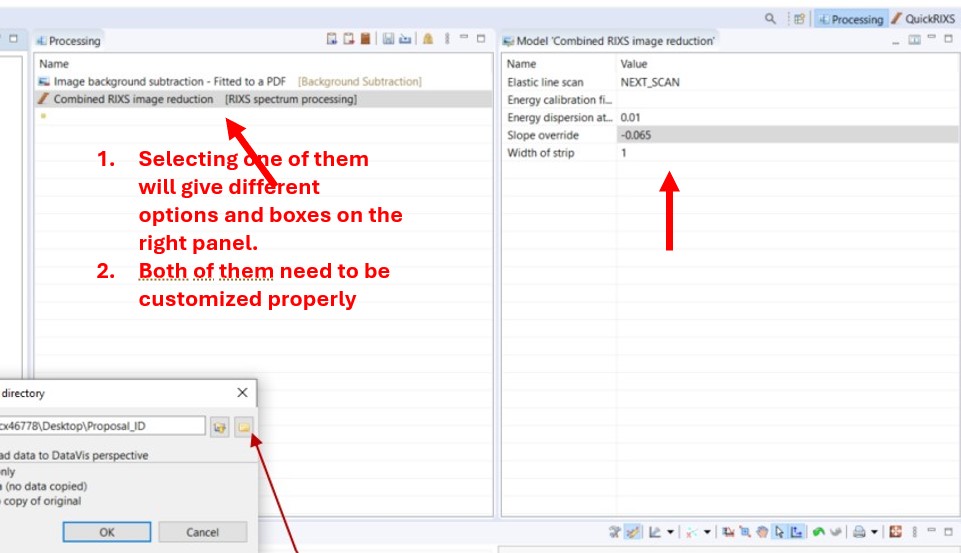 Processing
QuickRIXS
Processing
Model 'Combined RIXS image reduction'
Name
Image background subtraction - Fitted to a PDF [Background Subtraction]
Combined RIXS image reduction [RIXS spectrum processing]
Name Value
Elastic line scan NEXT_SCAN
Energy calibration fi...
Energy dispersion at... 0.01
Slope override -0.065
Width of strip 1
1. Selecting one of them
will give different
options and boxes on the
right panel.
2. Both of them need to be
customized properly
directory
cx46778\Desktop\Proposal_ID
ad data to DataVis perspective
only
(no data copied)
copy of original
OK Cancel